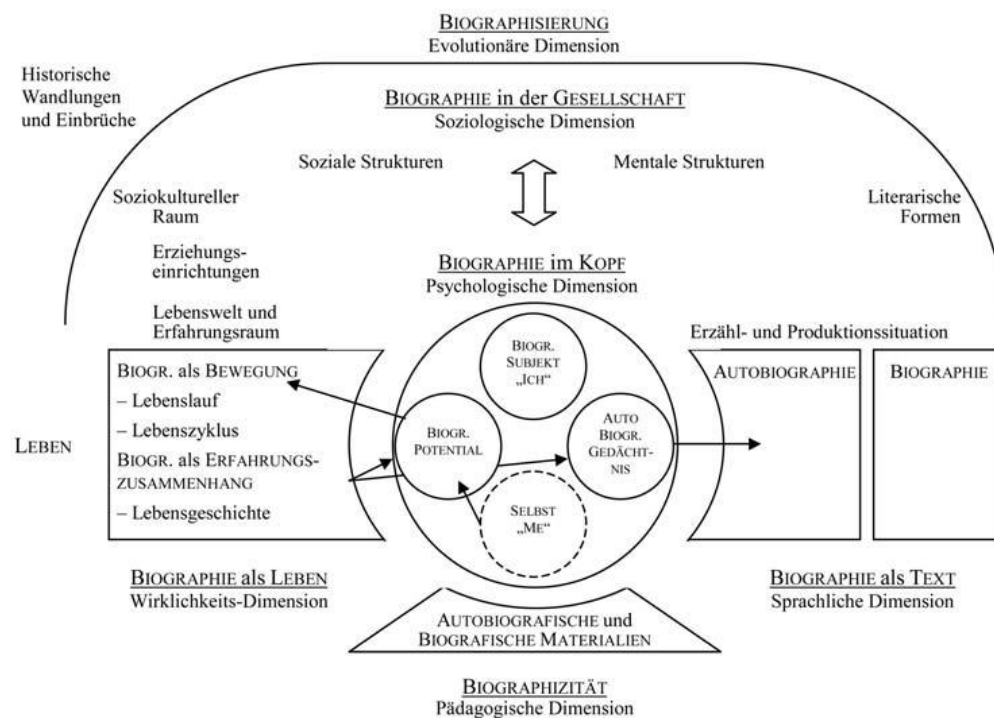 BIOGRAPHISIERUNG
Evolutionäre Dimension
Historische
Wandlungen
und Einbrüche
BIOGRAPHIE in der GESELLSCHAFT
Soziologische Dimension
Soziale Strukturen
Mentale Strukturen
Soziokultureller
Raum
Literarische
Formen
Erziehungs-
einrichtungen
BIOGRAPHIE im KOPF
Psychologische Dimension
Lebenswelt und
Erfahrungsraum
Erzähl- und Produktionssituation
LEBEN
BIOGR. als BEWEGUNG
– Lebenslauf
– Lebenszyklus
BIOGR. als ERFAHRUNGS-
ZUSAMMENHANG
– Lebensgeschichte
BIOGR.
SUBJEKT
„ICH“
BIOGR.
POTENTIAL
AUTO
BIOGR.
GEDÄCHT-
NIS
SELBST
„ME“
AUTOBIOGRAPHIE
BIOGRAPHIE
BIOGRAPHIE als LEBEN
Wirklichkeits-Dimension
BIOGRAPHIE als TEXT
Sprachliche Dimension
AUTOBIOGRAFISCHE und
BIOGRAFISCHE MATERIALIEN
BIOGRAPHIZITÄT
Pädagogische Dimension